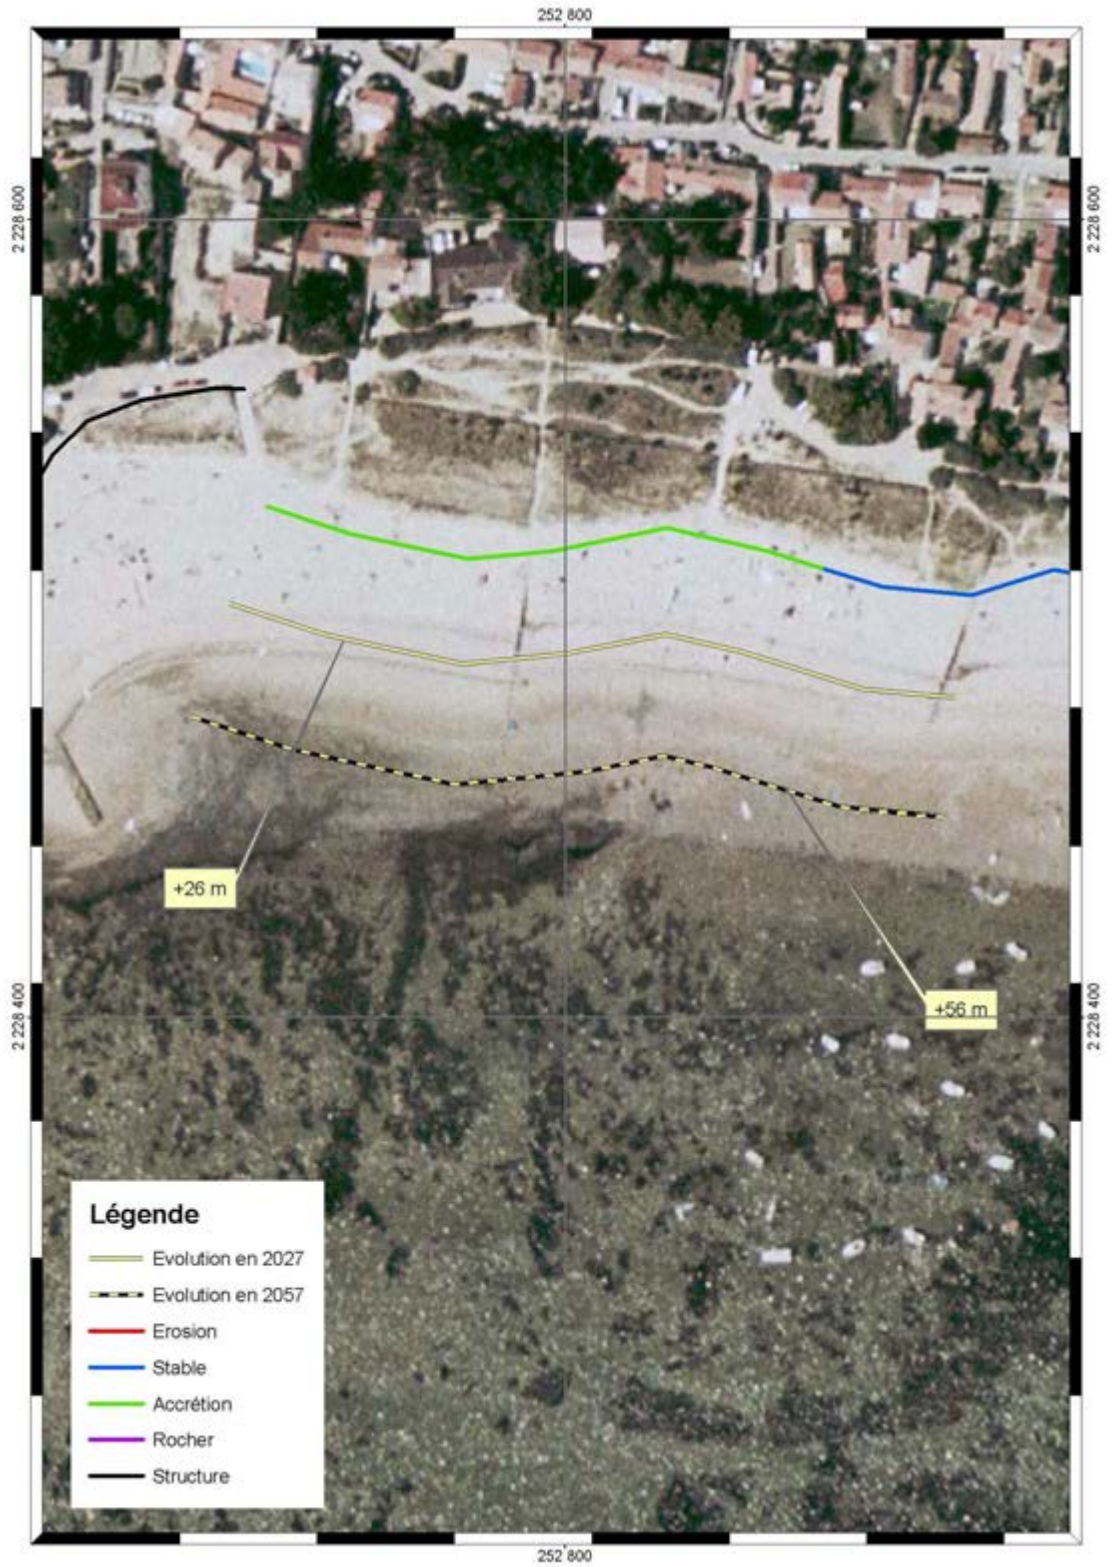 252 800
2 228 600
2 228 600
+26 m
+56 m
2 228 400
2 228 400
Légende
Evolution en 2027
Evolution en 2057
Erosion
Stable
Accrétion
Rocher
Structure
252 800